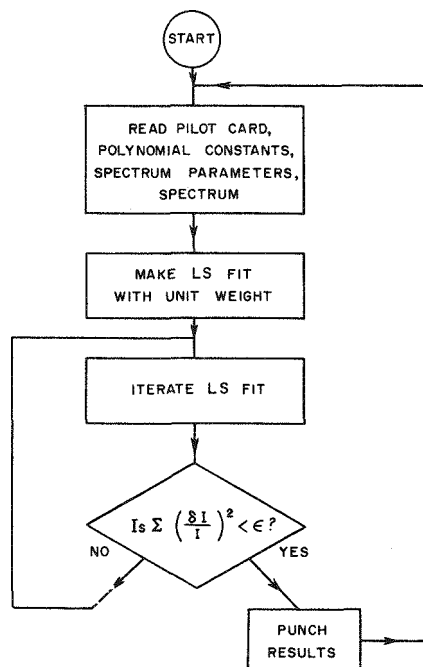 START
READ PILOT CARD,
POLYNOMIAL CONSTANTS,
SPECTRUM PARAMETERS,
SPECTRUM
MAKE LS FIT
WITH UNIT WEIGHT
ITERATE LS FIT
Is Σ (δI/I)² < ϵ?
NO
YES
PUNCH
RESULTS